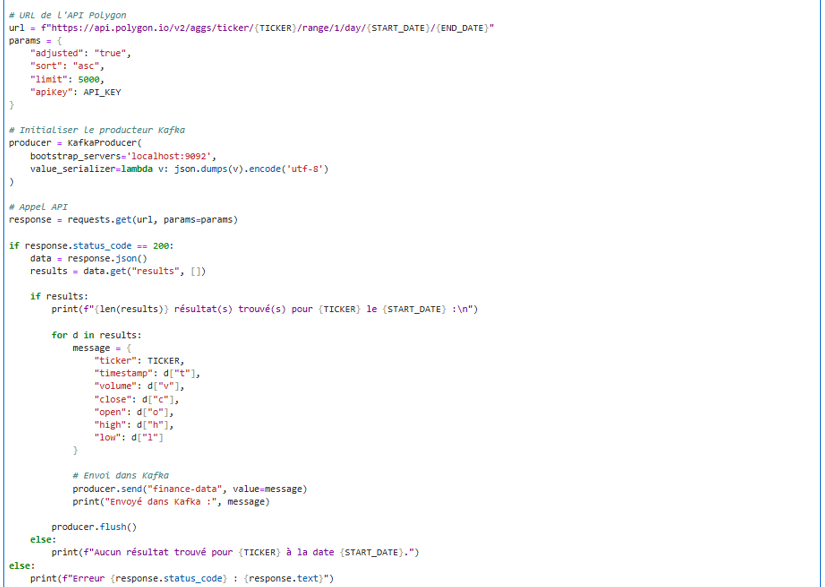 # URL de l'API Polygon
url = f"https://api.polygon.io/v2/aggs/ticker/{TICKER}/range/1/day/{START_DATE}/{END_DATE}"
params = {
    "adjusted": "true",
    "sort": "asc",
    "limit": 5000,
    "apiKey": API_KEY
}

# Initialiser le producteur Kafka
producer = KafkaProducer(
    bootstrap_servers='localhost:9092',
    value_serializer=lambda v: json.dumps(v).encode('utf-8')
)

# Appel API
response = requests.get(url, params=params)

if response.status_code == 200:
    data = response.json()
    results = data.get("results", [])

    if results:
        print(f"{len(results)} résultat(s) trouvé(s) pour {TICKER} le {START_DATE} :\n")

        for d in results:
            message = {
                "ticker": TICKER,
                "timestamp": d["t"],
                "volume": d["v"],
                "close": d["c"],
                "open": d["o"],
                "high": d["h"],
                "low": d["l"]
            }

            # Envoi dans Kafka
            producer.send("finance-data", value=message)
            print("Envoyé dans Kafka :", message)

        producer.flush()
    else:
        print(f"Aucun résultat trouvé pour {TICKER} à la date {START_DATE}.")
else:
    print(f"Erreur {response.status_code} : {response.text}")